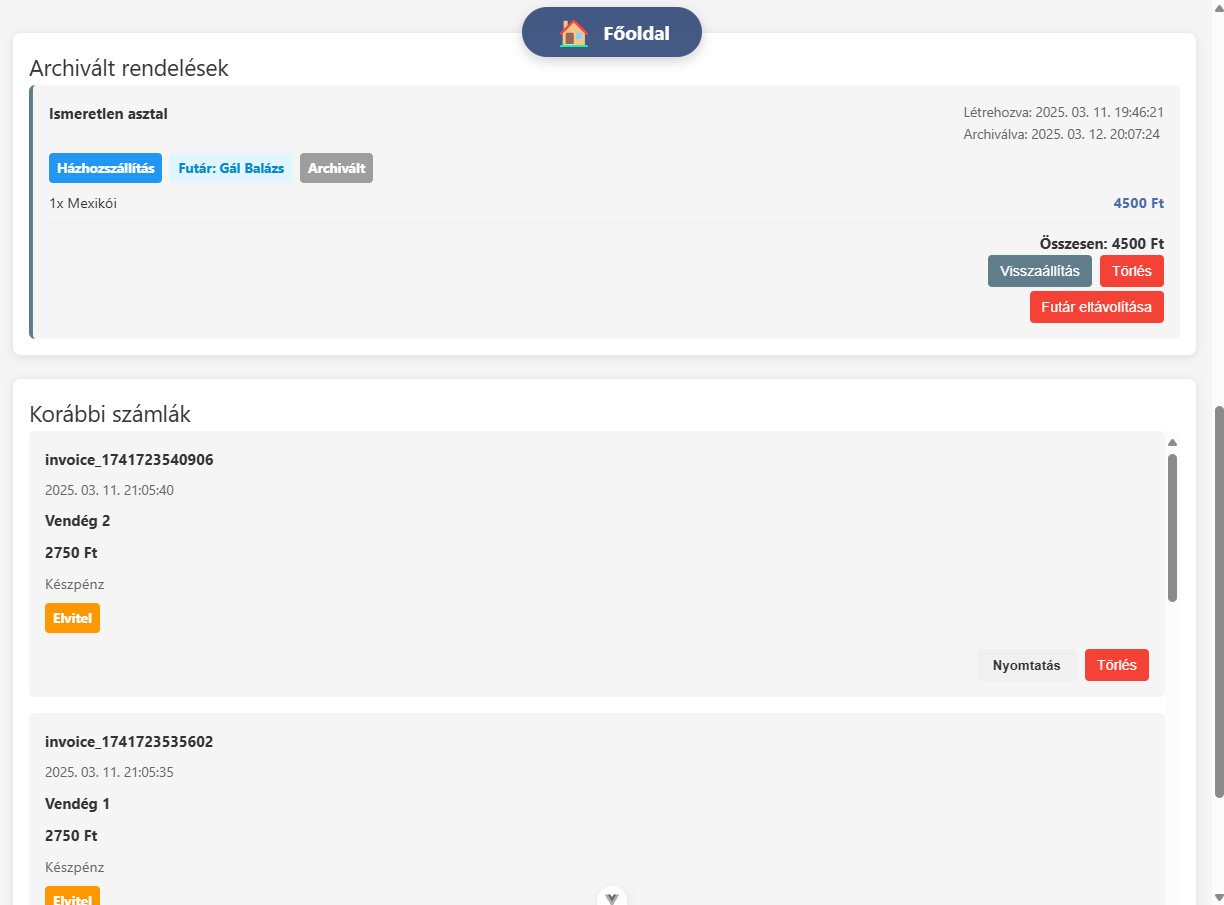 Főoldal
Archivált rendelések
Ismeretlen asztal
Létrehozva: 2025. 03. 11. 19:46:21
Archiválva: 2025. 03. 12. 20:07:24
Házhozszállítás Futár: Gál Balázs Archivált
1x Mexikói 4500 Ft
Összesen: 4500 Ft
Visszaállítás Törlés
Futár eltávolítása
Korábbi számlák
invoice_1741723540906
2025. 03. 11. 21:05:40
Vendég 2
2750 Ft
Készpénz
Elvitel
Nyomtatás Törlés
invoice_1741723535602
2025. 03. 11. 21:05:35
Vendég 1
2750 Ft
Készpénz
Elvitel